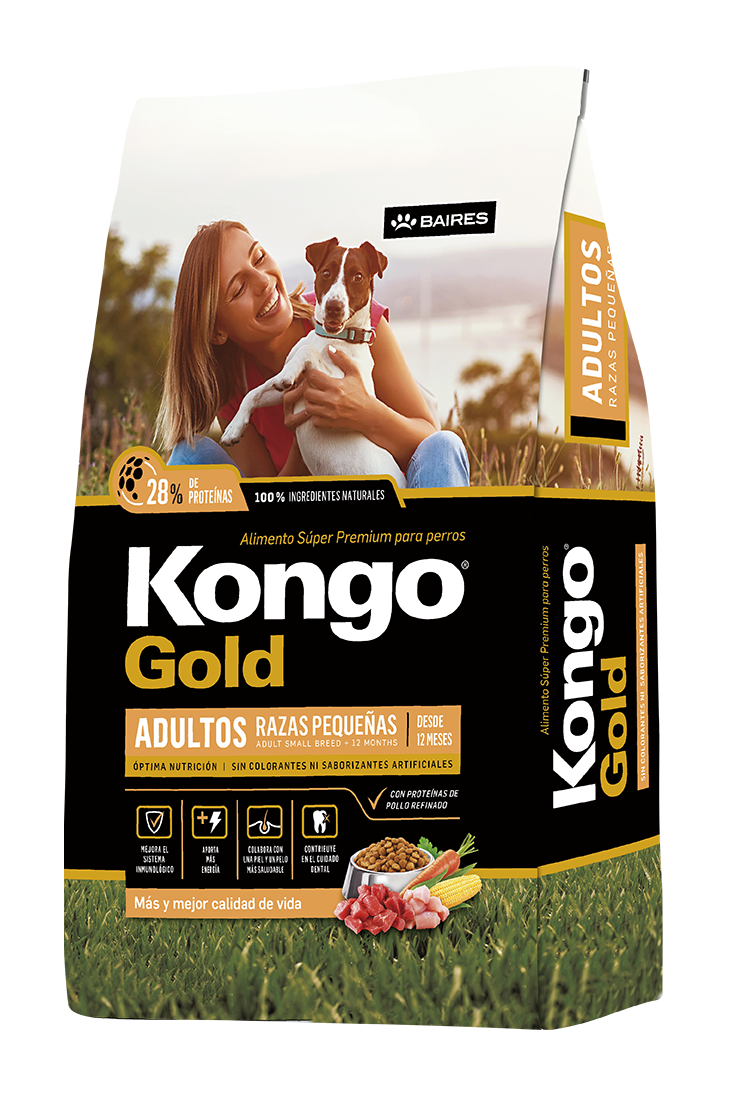 BAIRES
28% DE PROTEÍNAS
100% INGREDIENTES NATURALES
Alimento Súper Premium para perros
Kongo®
Gold
ADULTOS
RAZAS PEQUEÑAS
ADULT SMALL BREED + 12 MONTHS
DESDE
12 MESES
ÓPTIMA NUTRICIÓN | SIN COLORANTES NI SABORIZANTES ARTIFICIALES
CON PROTEÍNAS DE
POLLO REFINADO
MEJORA EL
SISTEMA
INMUNOLÓGICO
APORTA
MÁS
ENERGÍA
COLABORA CON
UNA PIEL Y UN PELO
MÁS SALUDABLE
CONTRIBUYE
EN EL CUIDADO
DENTAL
Más y mejor calidad de vida
ADULTOS
RAZAS PEQUEÑAS
Alimento Súper Premium para perros
Kongo®
Gold
SIN COLORANTES NI SABORIZANTES ARTIFICIALES